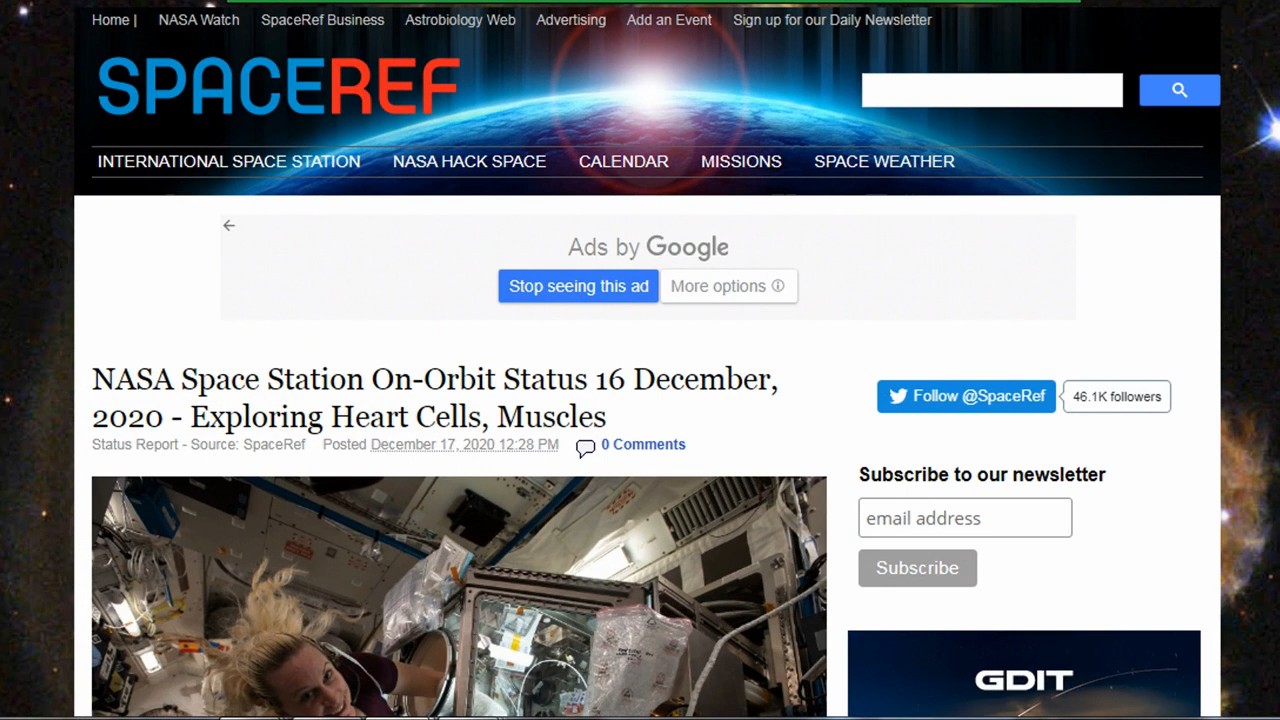 Home | NASA Watch SpaceRef Business Astrobiology Web Advertising Add an Event Sign up for our Daily Newsletter
SPACEREF
INTERNATIONAL SPACE STATION NASA HACK SPACE CALENDAR MISSIONS SPACE WEATHER
Ads by Google
Stop seeing this ad More options
NASA Space Station On-Orbit Status 16 December,
2020 - Exploring Heart Cells, Muscles
Status Report - Source: SpaceRef Posted December 17, 2020 12:28 PM 0 Comments
Follow @SpaceRef 46.1K followers
Subscribe to our newsletter
email address
Subscribe
GDIT